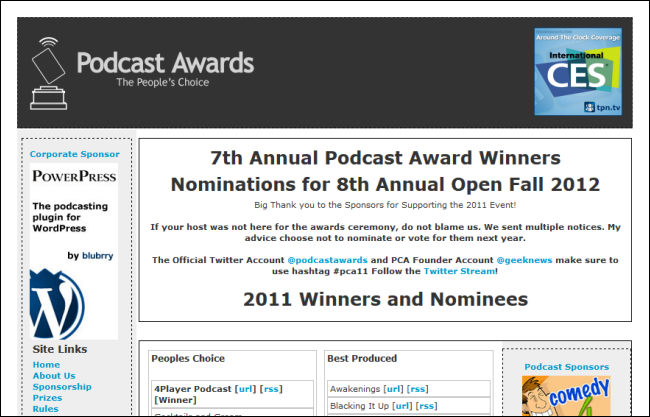 Podcast Awards
The People's Choice
Around The Clock Coverage
International
CES
tpn.tv
Corporate Sponsor
POWERPRESS
The podcasting
plugin for
WordPress
by blubrry
Site Links
Home
About Us
Sponsorship
Prizes
Rules
7th Annual Podcast Award Winners
Nominations for 8th Annual Open Fall 2012
Big Thank you to the Sponsors for Supporting the 2011 Event!
If your host was not here for the awards ceremony, do not blame us. We sent multiple notices. My
advice choose not to nominate or vote for them next year.
The Official Twitter Account @podcastawards and PCA Founder Account @geeknews make sure to
use hashtag #pca11 Follow the Twitter Stream!
2011 Winners and Nominees
Peoples Choice
4Player Podcast [url] [rss]
[Winner]
Best Produced
Awakenings [url] [rss]
Blacking It Up [url] [rss]
Podcast Sponsors
comedy